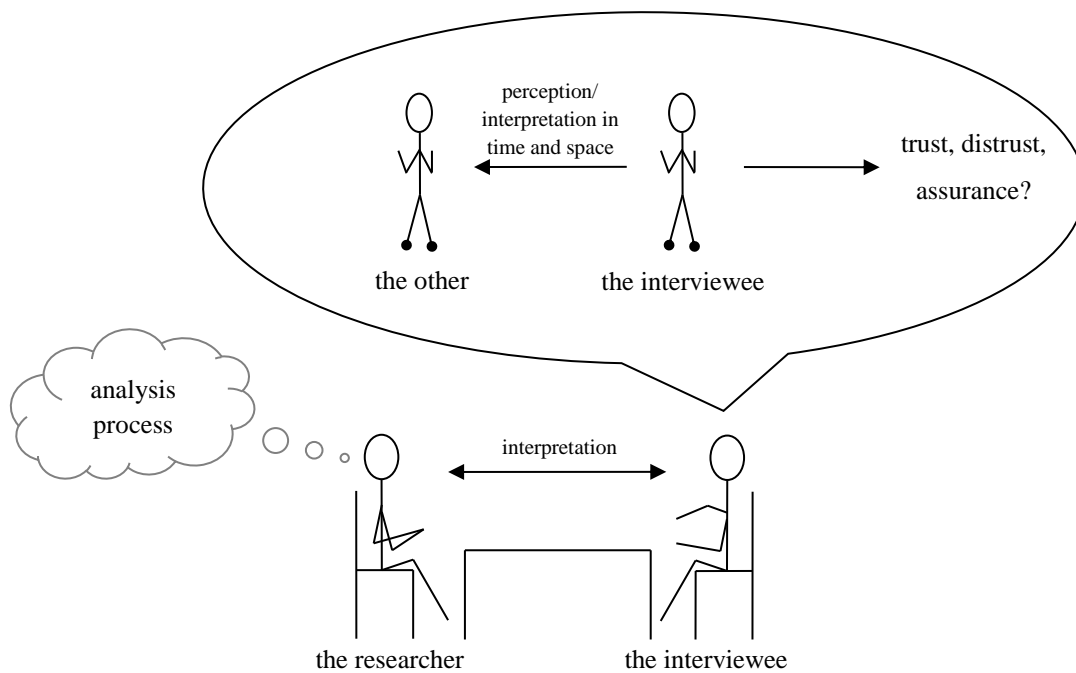 perception/
interpretation in
time and space
trust, distrust,
assurance?
the other
the interviewee
analysis
process
interpretation
the researcher
the interviewee